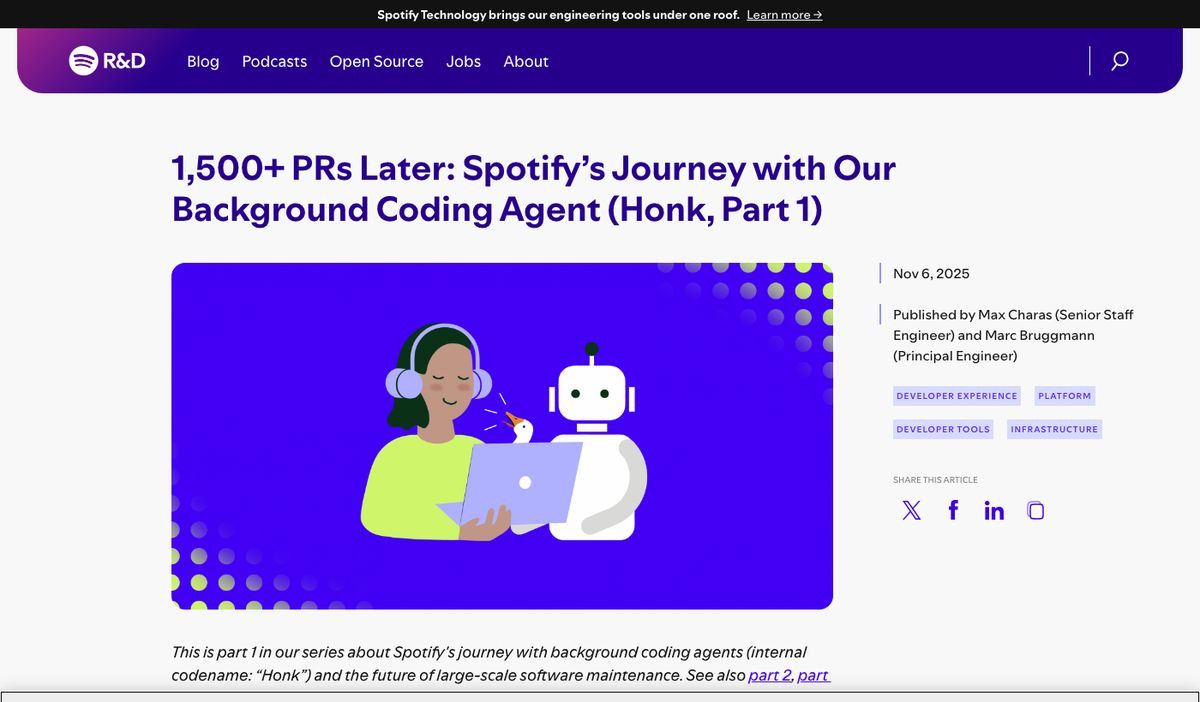 Spotify Technology brings our engineering tools under one roof. Learn more →
R&D Blog Podcasts Open Source Jobs About
1,500+ PRs Later: Spotify’s Journey with Our
Background Coding Agent (Honk, Part 1)
Nov 6, 2025
Published by Max Charas (Senior Staff
Engineer) and Marc Bruggmann
(Principal Engineer)
DEVELOPER EXPERIENCE PLATFORM
DEVELOPER TOOLS INFRASTRUCTURE
SHARE THIS ARTICLE
This is part 1 in our series about Spotify's journey with background coding agents (internal
codename: “Honk”) and the future of large-scale software maintenance. See also part 2, part